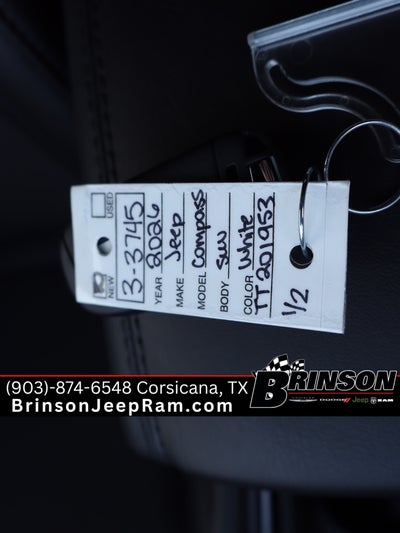 USED
NEW
3-3745
YEAR 2026
MAKE Jeep
MODEL Compass
BODY SUV
COLOR White
TT201953
1/2
(903)-874-6548 Corsicana, TX
BrinsonJeepRam.com
BRINSON
DODGE Jeep RAM